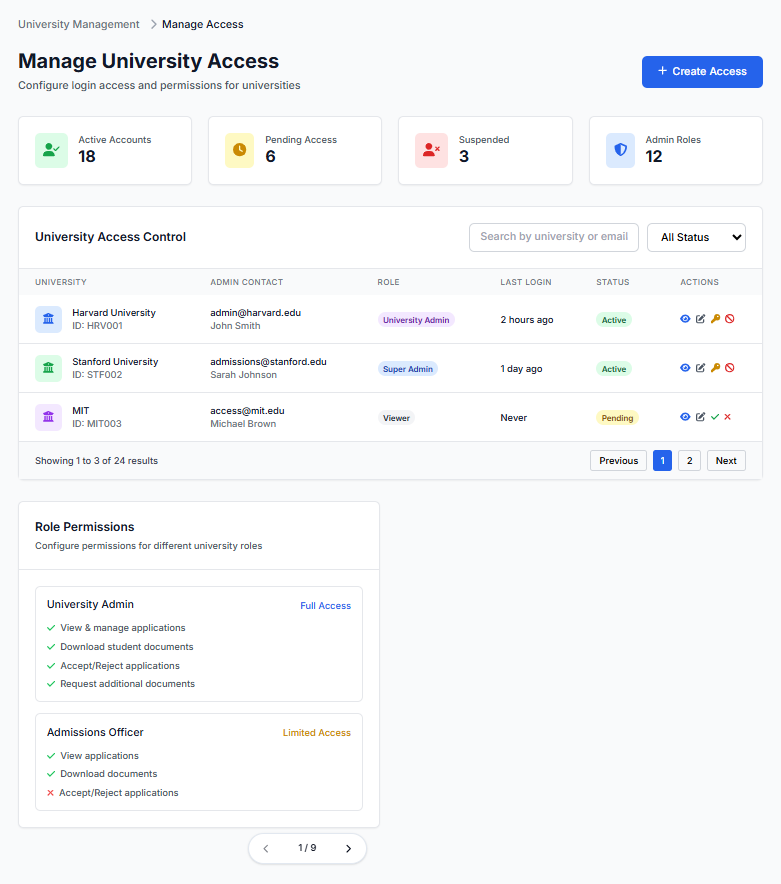 University Management > Manage Access
Manage University Access
Configure login access and permissions for universities
+ Create Access
Active Accounts
18
Pending Access
6
Suspended
3
Admin Roles
12
University Access Control
Search by university or email
All Status
UNIVERSITY ADMIN CONTACT ROLE LAST LOGIN STATUS ACTIONS
Harvard University
ID: HRV001
admin@harvard.edu
John Smith
University Admin
2 hours ago
Active
Stanford University
ID: STF002
admissions@stanford.edu
Sarah Johnson
Super Admin
1 day ago
Active
MIT
ID: MIT003
access@mit.edu
Michael Brown
Viewer
Never
Pending
Showing 1 to 3 of 24 results
Previous 1 2 Next
Role Permissions
Configure permissions for different university roles
University Admin Full Access
View & manage applications
Download student documents
Accept/Reject applications
Request additional documents
Admissions Officer Limited Access
View applications
Download documents
Accept/Reject applications
1 / 9